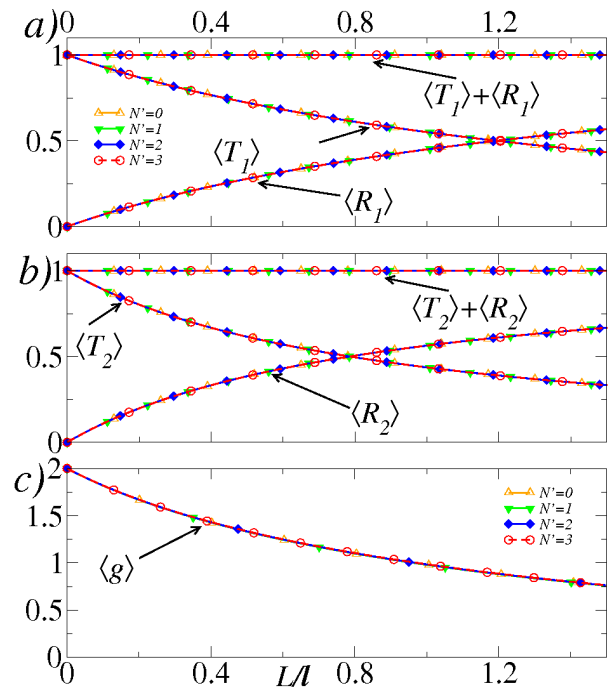 0 0.4 0.8 1.2
a)
1
⟨T₁⟩+⟨R₁⟩
N'=0
N'=1
0.5
N'=2
⟨T₁⟩
N'=3
⟨R₁⟩
0
b)
1
⟨T₂⟩+⟨R₂⟩
⟨T₂⟩
0.5
⟨R₂⟩
0
c)
2
N'=0
N'=1
1.5
N'=2
N'=3
⟨g⟩
1
0.5
0
0 0.4 0.8 1.2
L/l